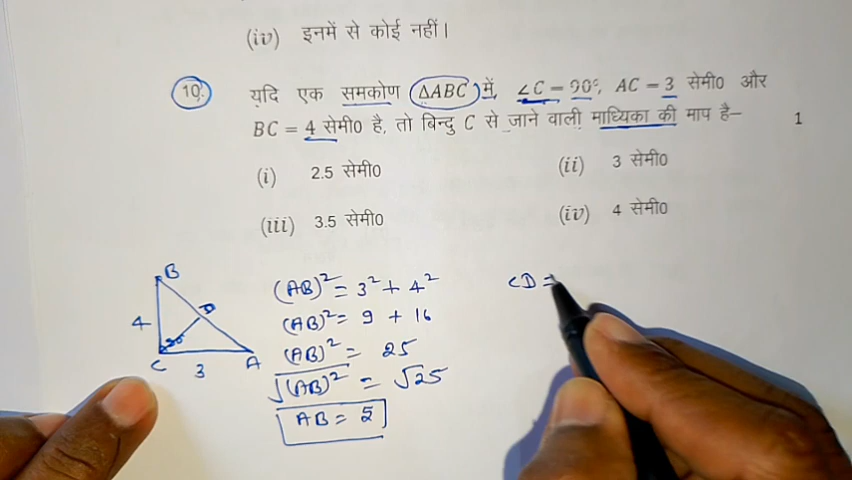 (iv) इनमें से कोई नहीं।
10. यदि एक समकोण ΔABC में, ∠C = 90°, AC = 3 सेमी0 और
BC = 4 सेमी0 है, तो बिन्दु C से जाने वाली माध्यिका की माप है– 1
(i) 2.5 सेमी0 (ii) 3 सेमी0
(iii) 3.5 सेमी0 (iv) 4 सेमी0
B
4 D
90°
C 3 A
(AB)² = 3² + 4²
(AB)² = 9 + 16
(AB)² = 25
√(AB)² = √25
AB = 5
CD =